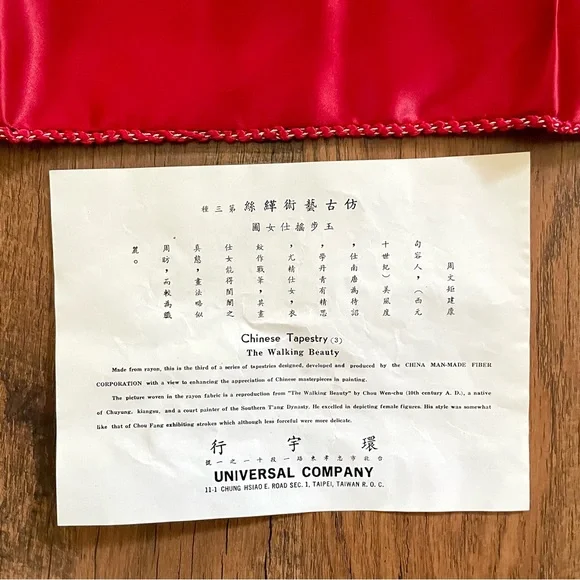 仿古藝術緙絲第三種
玉步搖仕女圖
周文鉅建康
句容人，（西元
十世紀）美風度
，學丹青有精思
，仕南唐為待詔
，尤精仕女，衣
紋作戰筆，其畫
仕女能得閨閣之
真態，畫法略似
周昉，而較為纖
麗。
Chinese Tapestry (3)
The Walking Beauty
Made from rayon, this is the third of a series of tapestries designed, developed and produced by the CHINA MAN-MADE FIBER
CORPORATION with a view to enhancing the appreciation of Chinese masterpieces in painting.
The picture woven in the rayon fabric is a reproduction from "The Walking Beauty" by Chou Wen-chu (10th century A. D.), a native
of Chuyung, kiangsu, and a court painter of the Southern T'ang Dynasty. He excelled in depicting female figures. His style was somewhat
like that of Chou Fang exhibiting strokes which although less forceful were more delicate.
環宇行
台北市忠孝東路一段十一之一號
UNIVERSAL COMPANY
11-1 CHUNG HSIAO E. ROAD SEC. 1, TAIPEI, TAIWAN R. O. C.